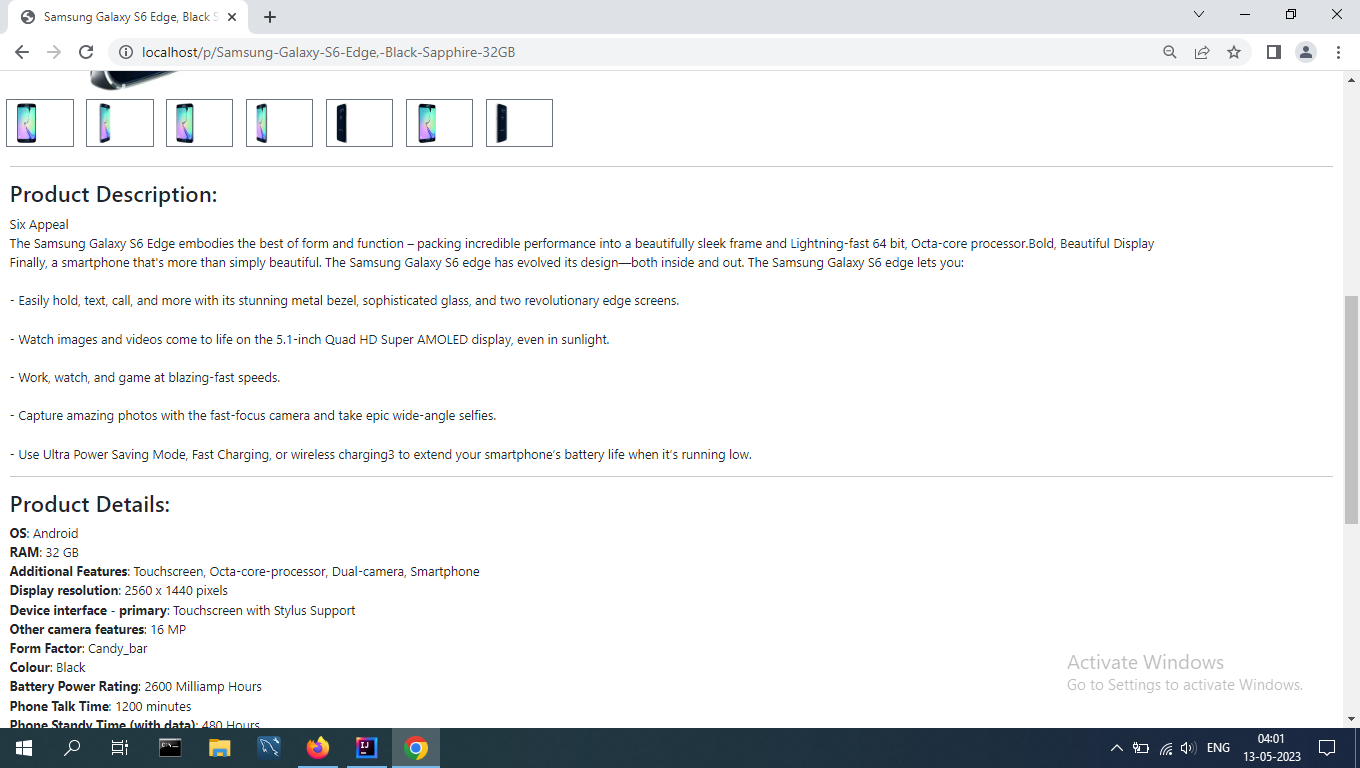 Samsung Galaxy S6 Edge, Black S
localhost/p/Samsung-Galaxy-S6-Edge,-Black-Sapphire-32GB
Product Description:
Six Appeal
The Samsung Galaxy S6 Edge embodies the best of form and function – packing incredible performance into a beautifully sleek frame and Lightning-fast 64 bit, Octa-core processor.Bold, Beautiful Display
Finally, a smartphone that's more than simply beautiful. The Samsung Galaxy S6 edge has evolved its design—both inside and out. The Samsung Galaxy S6 edge lets you:
- Easily hold, text, call, and more with its stunning metal bezel, sophisticated glass, and two revolutionary edge screens.
- Watch images and videos come to life on the 5.1-inch Quad HD Super AMOLED display, even in sunlight.
- Work, watch, and game at blazing-fast speeds.
- Capture amazing photos with the fast-focus camera and take epic wide-angle selfies.
- Use Ultra Power Saving Mode, Fast Charging, or wireless charging3 to extend your smartphone’s battery life when it’s running low.
Product Details:
OS: Android
RAM: 32 GB
Additional Features: Touchscreen, Octa-core-processor, Dual-camera, Smartphone
Display resolution: 2560 x 1440 pixels
Device interface - primary: Touchscreen with Stylus Support
Other camera features: 16 MP
Form Factor: Candy_bar
Colour: Black
Battery Power Rating: 2600 Milliamp Hours
Phone Talk Time: 1200 minutes
Phone Standy Time (with data): 480 Hours
Activate Windows
Go to Settings to activate Windows.
ENG
04:01
13-05-2023